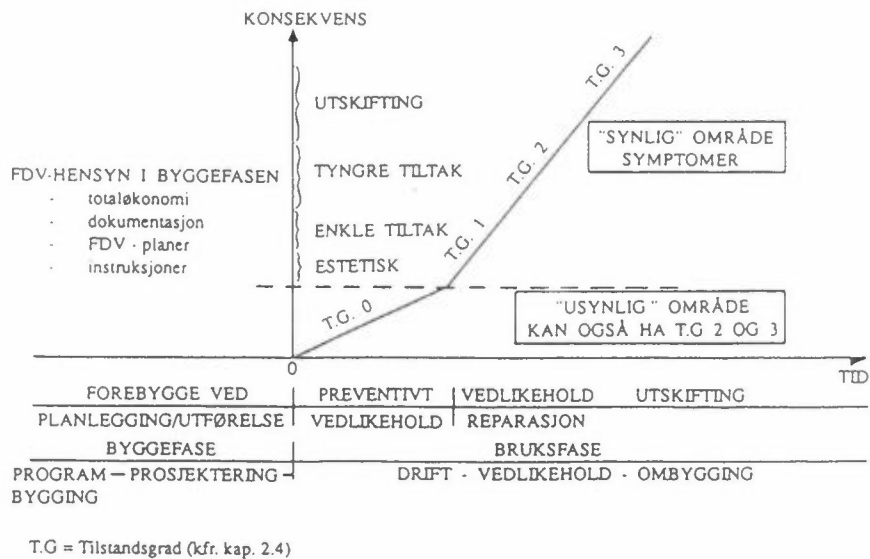 KONSEKVENS
UTSKIFTING
TYNGRE TILTAK
ENKLE TILTAK
ESTETISK
FDV-HENSYN I BYGGEFASEN
- totaløkonomi
- dokumentasjon
- FDV - planer
- instruksjoner
T.G. 0
T.G. 1
T.G. 2
T.G. 3
"SYNLIG" OMRÅDE
SYMPTOMER
"USYNLIG" OMRÅDE
KAN OGSÅ HA T.G 2 OG 3
0
TID
FOREBYGGE VED PREVENTIVT VEDLIKEHOLD UTSKIFTING
PLANLEGGING/UTFØRELSE VEDLIKEHOLD REPARASJON
BYGGEFASE BRUKSFASE
PROGRAM — PROSJEKTERING - DRIFT - VEDLIKEHOLD - OMBYGGING
BYGGING
T.G = Tilstandsgrad (kfr. kap. 2.4)